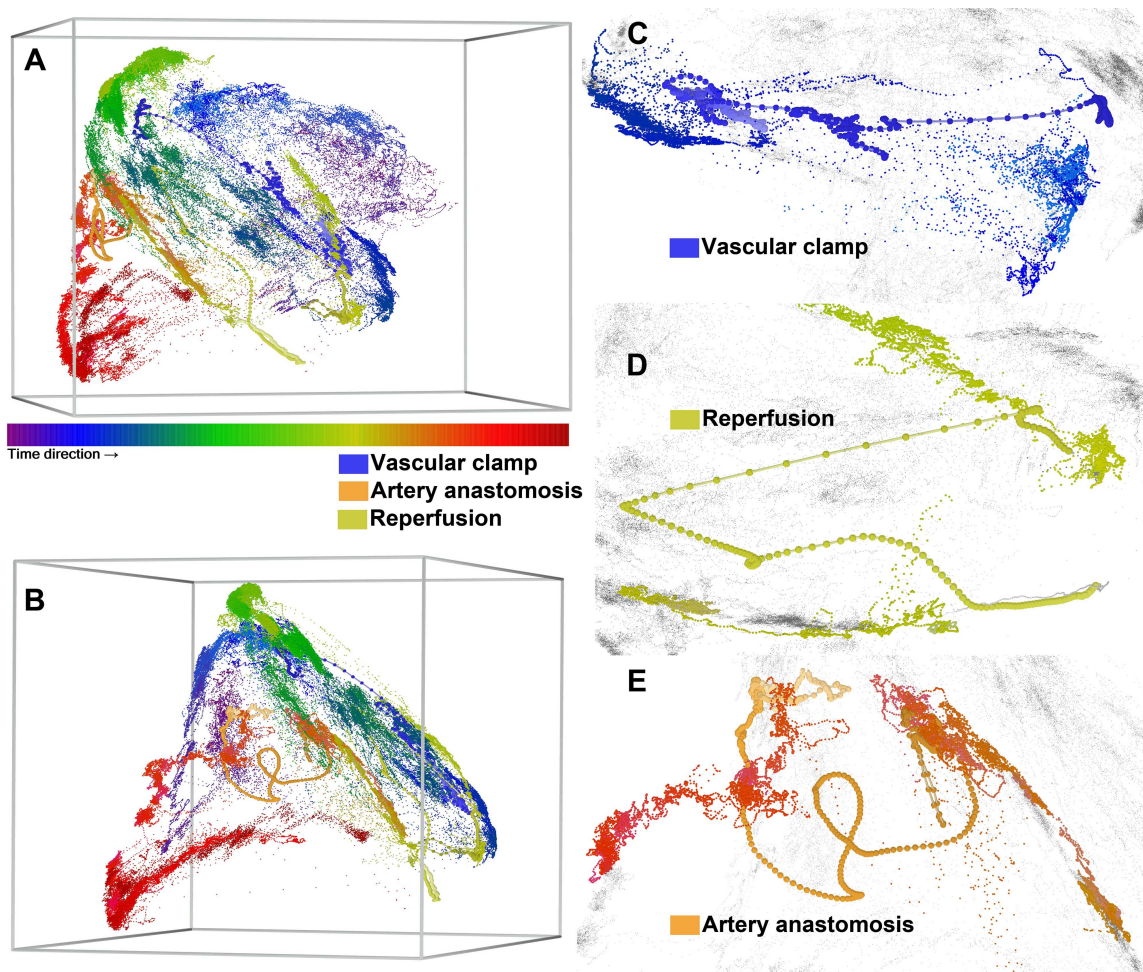 A
Time direction →
Vascular clamp
Artery anastomosis
Reperfusion
B
C
Vascular clamp
D
Reperfusion
E
Artery anastomosis